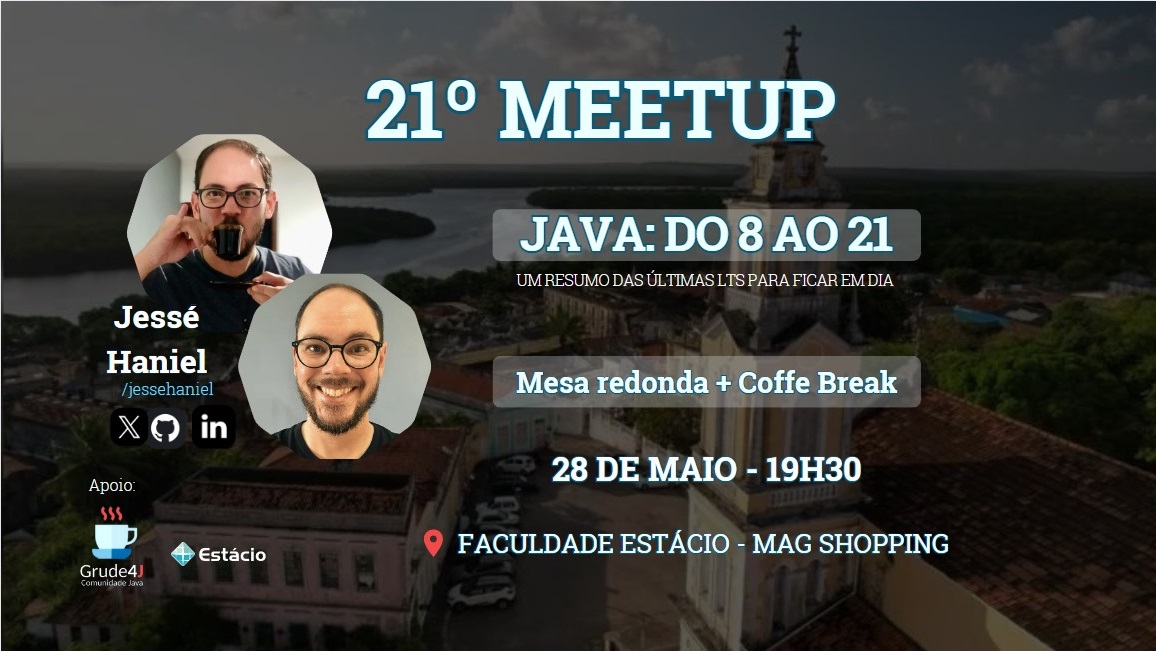 21º MEETUP
JAVA: DO 8 AO 21
UM RESUMO DAS ÚLTIMAS LTS PARA FICAR EM DIA
Jessé
Haniel
/jessehaniel
X
in
Mesa redonda + Coffe Break
28 DE MAIO - 19H30
FACULDADE ESTÁCIO - MAG SHOPPING
Apoio:
Grude4J
Comunidade Java
Estácio